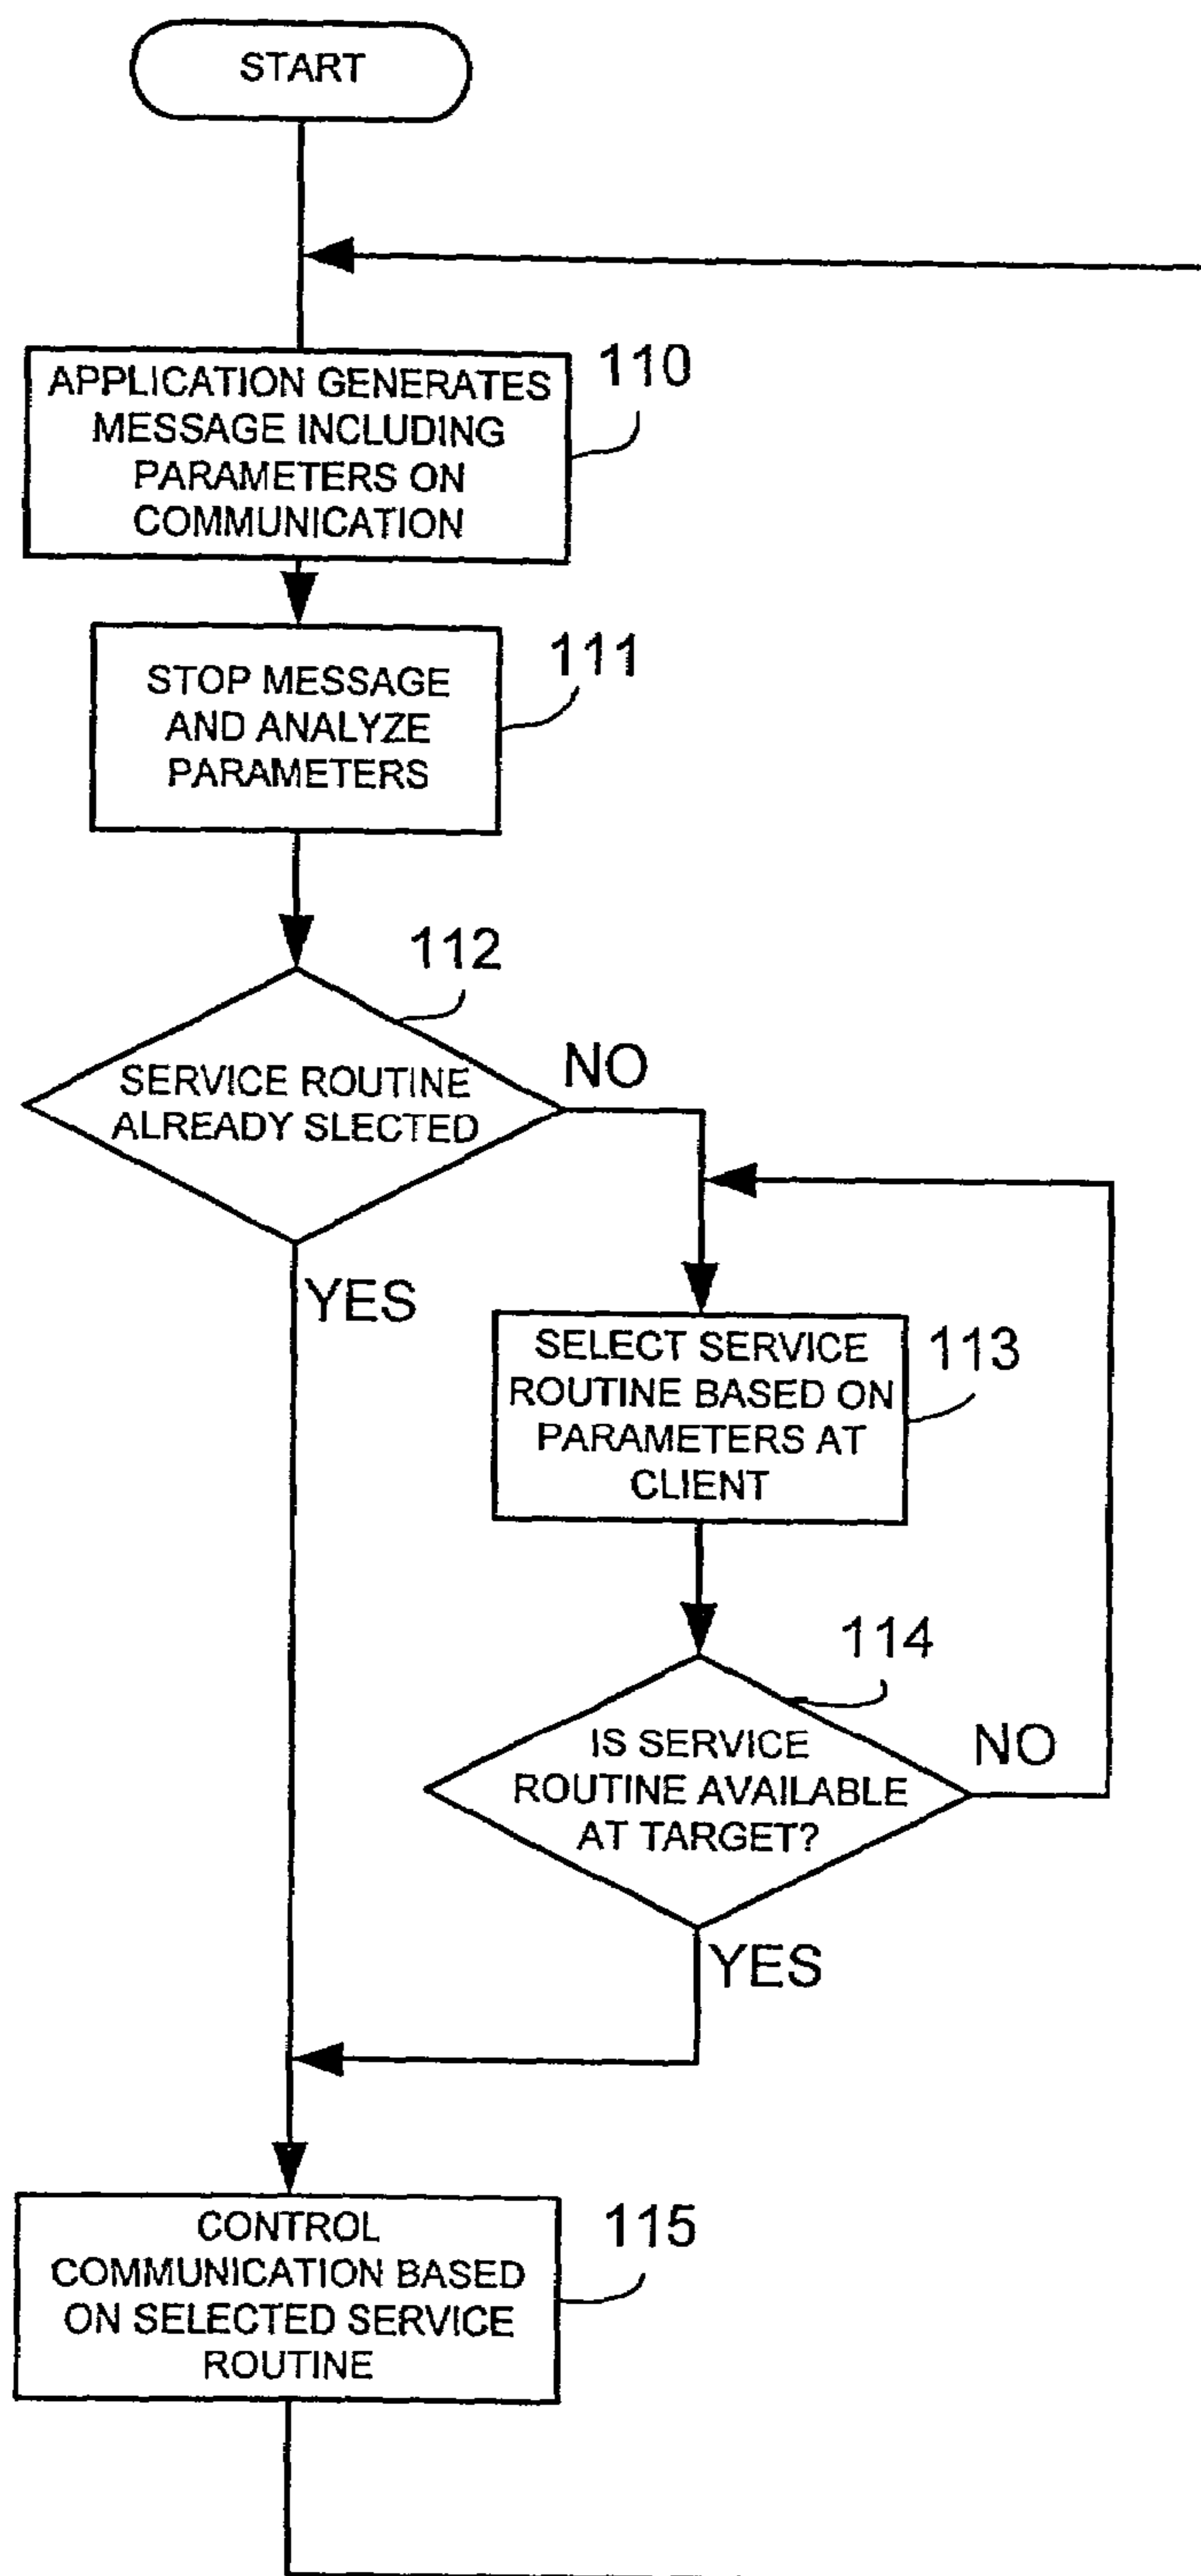 START
110
APPLICATION GENERATES
MESSAGE INCLUDING
PARAMETERS ON
COMMUNICATION
111
STOP MESSAGE
AND ANALYZE
PARAMETERS
112
SERVICE ROUTINE
ALREADY SLECTED
NO
YES
113
SELECT SERVICE
ROUTINE BASED ON
PARAMETERS AT
CLIENT
114
IS SERVICE
ROUTINE AVAILABLE
AT TARGET?
NO
YES
115
CONTROL
COMMUNICATION BASED
ON SELECTED SERVICE
ROUTINE